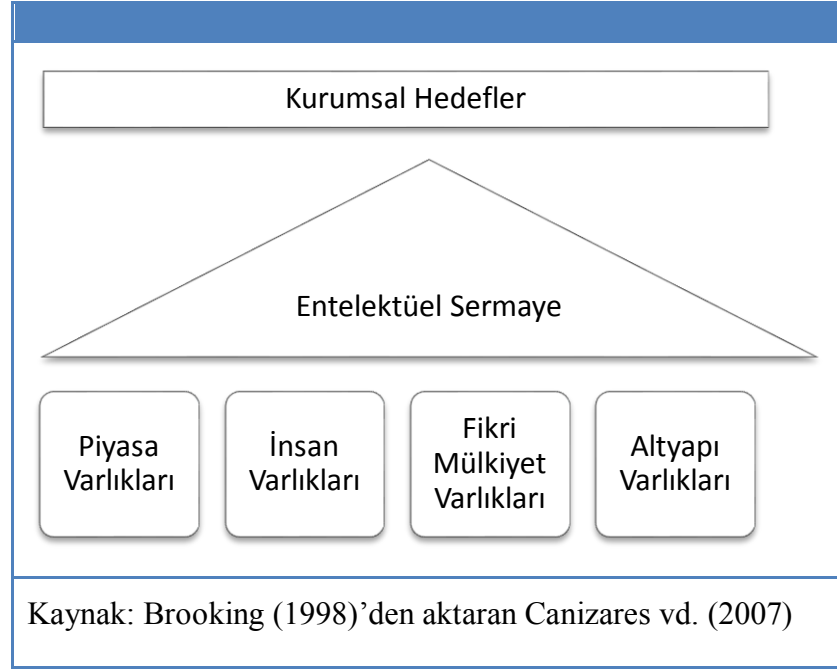 Kurumsal Hedefler
Entelektüel Sermaye
Piyasa
Varlıkları
İnsan
Varlıkları
Fikri
Mülkiyet
Varlıkları
Altyapı
Varlıkları
Kaynak: Brooking (1998)’den aktaran Canizares vd. (2007)